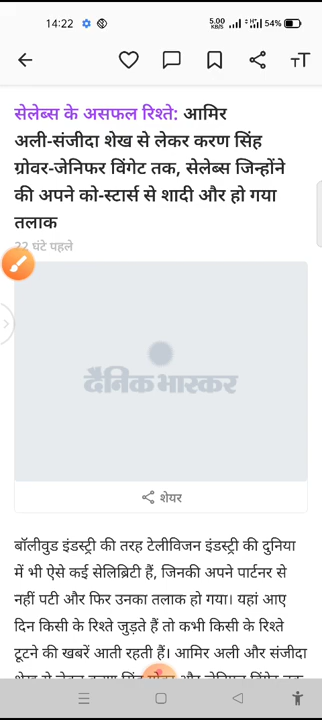 14:22 5.00 KB/S 54%
सेलेब्स के असफल रिश्ते: आमिर
अली-संजीदा शेख से लेकर करण सिंह
ग्रोवर-जेनिफर विंगेट तक, सेलेब्स जिन्होंने
की अपने को-स्टार्स से शादी और हो गया
तलाक
22 घंटे पहले
दैनिक भास्कर
शेयर
बॉलीवुड इंडस्ट्री की तरह टेलीविजन इंडस्ट्री की दुनिया
में भी ऐसे कई सेलिब्रिटी हैं, जिनकी अपने पार्टनर से
नहीं पटी और फिर उनका तलाक हो गया। यहां आए
दिन किसी के रिश्ते जुड़ते हैं तो कभी किसी के रिश्ते
टूटने की खबरें आती रहती हैं। आमिर अली और संजीदा